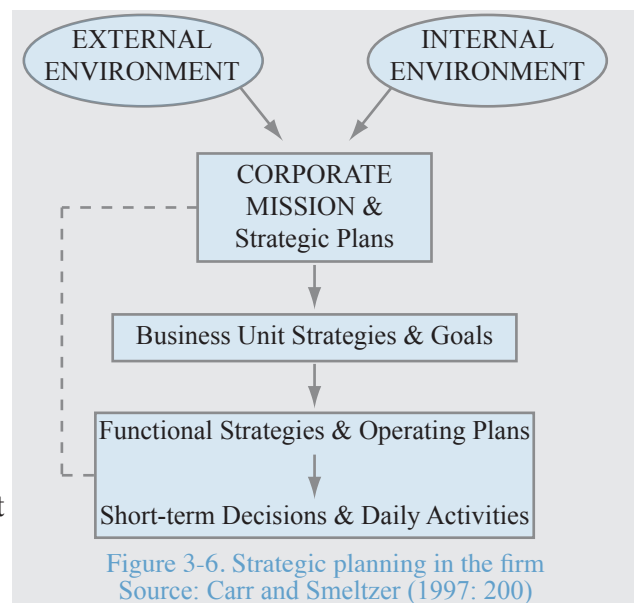 EXTERNAL
ENVIRONMENT
INTERNAL
ENVIRONMENT
CORPORATE
MISSION &
Strategic Plans
Business Unit Strategies & Goals
Functional Strategies & Operating Plans
Short-term Decisions & Daily Activities
Figure 3-6. Strategic planning in the firm
Source: Carr and Smeltzer (1997: 200)